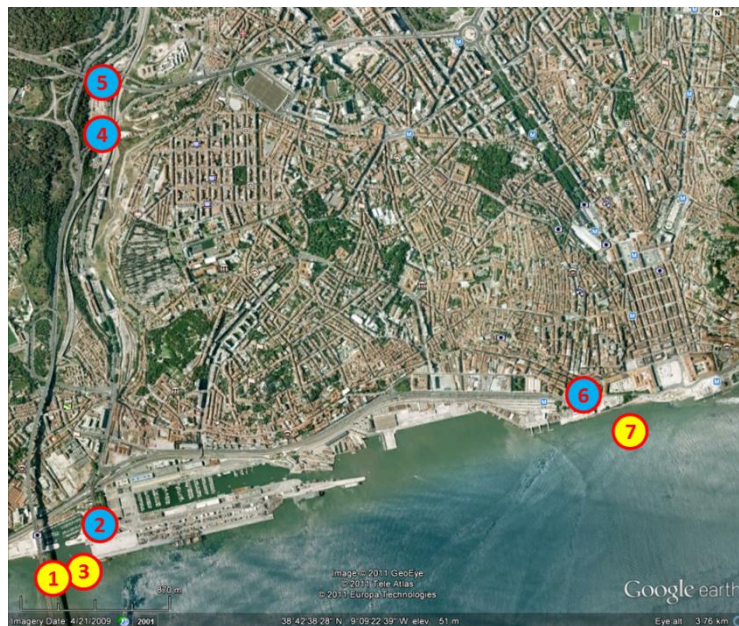 5
4
6
7
2
1
3
870 m
Image © 2011 GeoEye
© 2011 Tele Atlas
© 2011 Europa Technologies
Google earth
Imagery Date: 4/21/2009 2001 38°42'38.28" N 9°09'22.39" W elev 51 m Eye alt 3.76 km